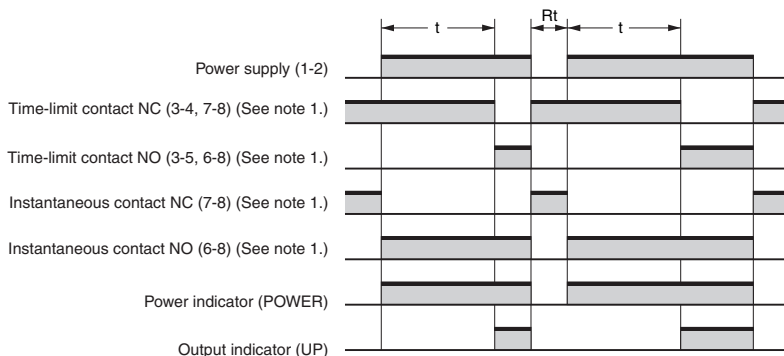 t Rt t
Power supply (1-2)
Time-limit contact NC (3-4, 7-8) (See note 1.)
Time-limit contact NO (3-5, 6-8) (See note 1.)
Instantaneous contact NC (7-8) (See note 1.)
Instantaneous contact NO (6-8) (See note 1.)
Power indicator (POWER)
Output indicator (UP)